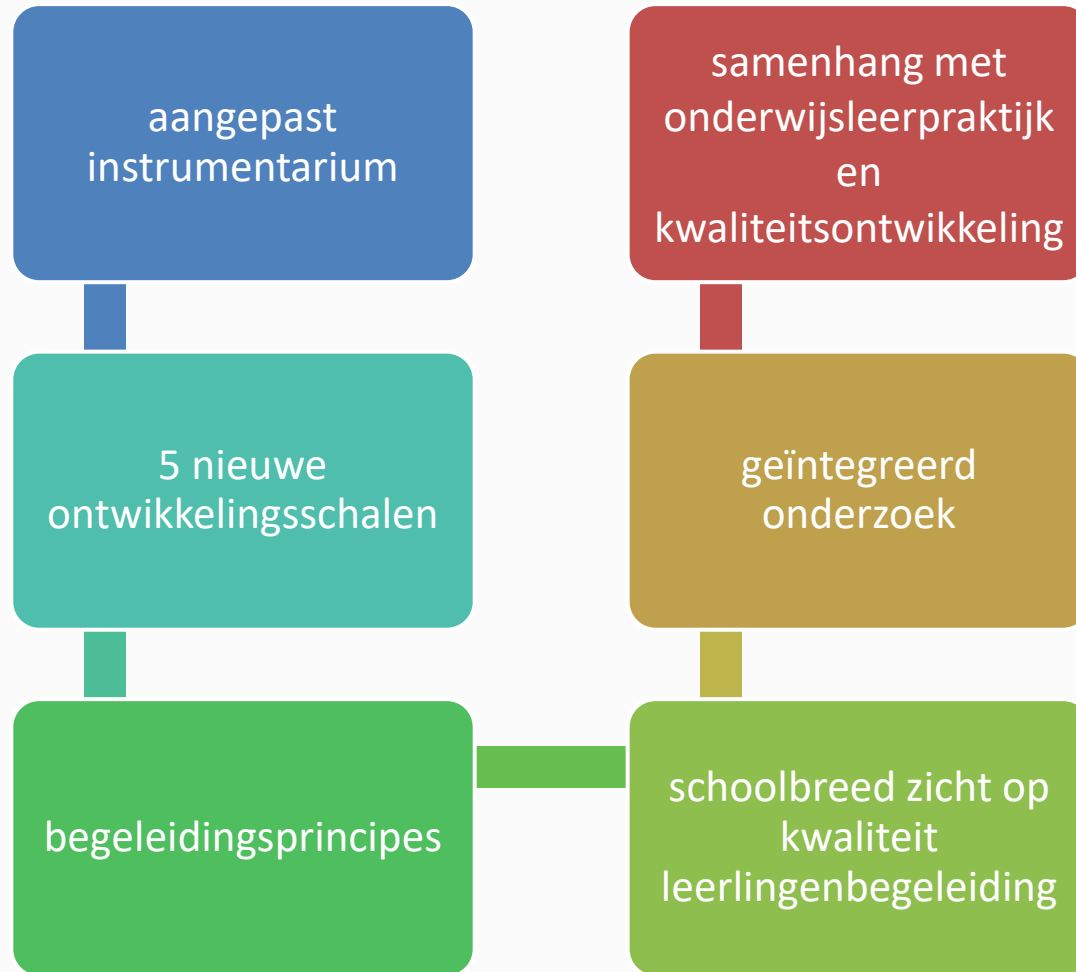 aangepast
instrumentarium
5 nieuwe
ontwikkelingsschalen
begeleidingsprincipes
schoolbreed zicht op
kwaliteit
leerlingenbegeleiding
geïntegreerd
onderzoek
samenhang met
onderwijsleerpraktijk
en
kwaliteitsontwikkeling